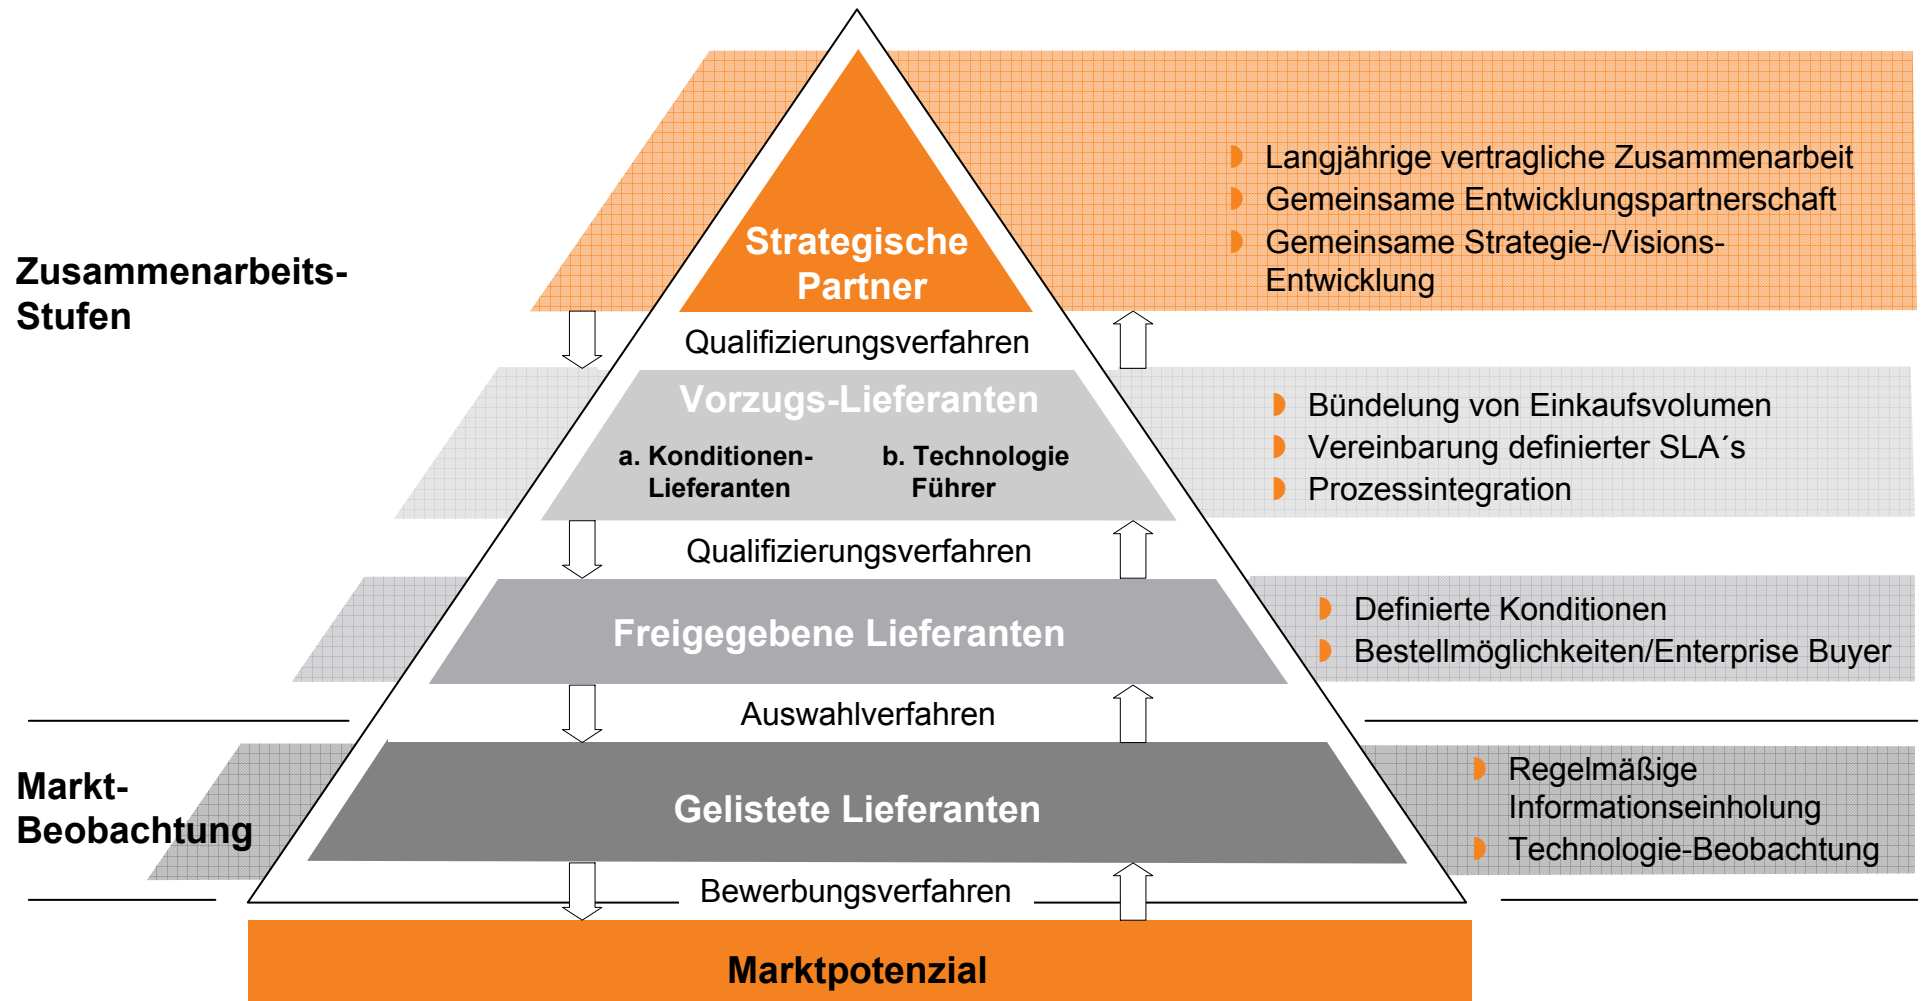 Strategische
Partner
Langjährige vertragliche Zusammenarbeit
Gemeinsame Entwicklungspartnerschaft
Gemeinsame Strategie-/Visions-
Entwicklung
Zusammenarbeits-
Stufen
Qualifizierungsverfahren
Vorzugs-Lieferanten
a. Konditionen-
Lieferanten
b. Technologie
Führer
Bündelung von Einkaufsvolumen
Vereinbarung definierter SLA´s
Prozessintegration
Qualifizierungsverfahren
Freigegebene Lieferanten
Definierte Konditionen
Bestellmöglichkeiten/Enterprise Buyer
Auswahlverfahren
Markt-
Beobachtung
Gelistete Lieferanten
Regelmäßige
Informationseinholung
Technologie-Beobachtung
Bewerbungsverfahren
Marktpotenzial